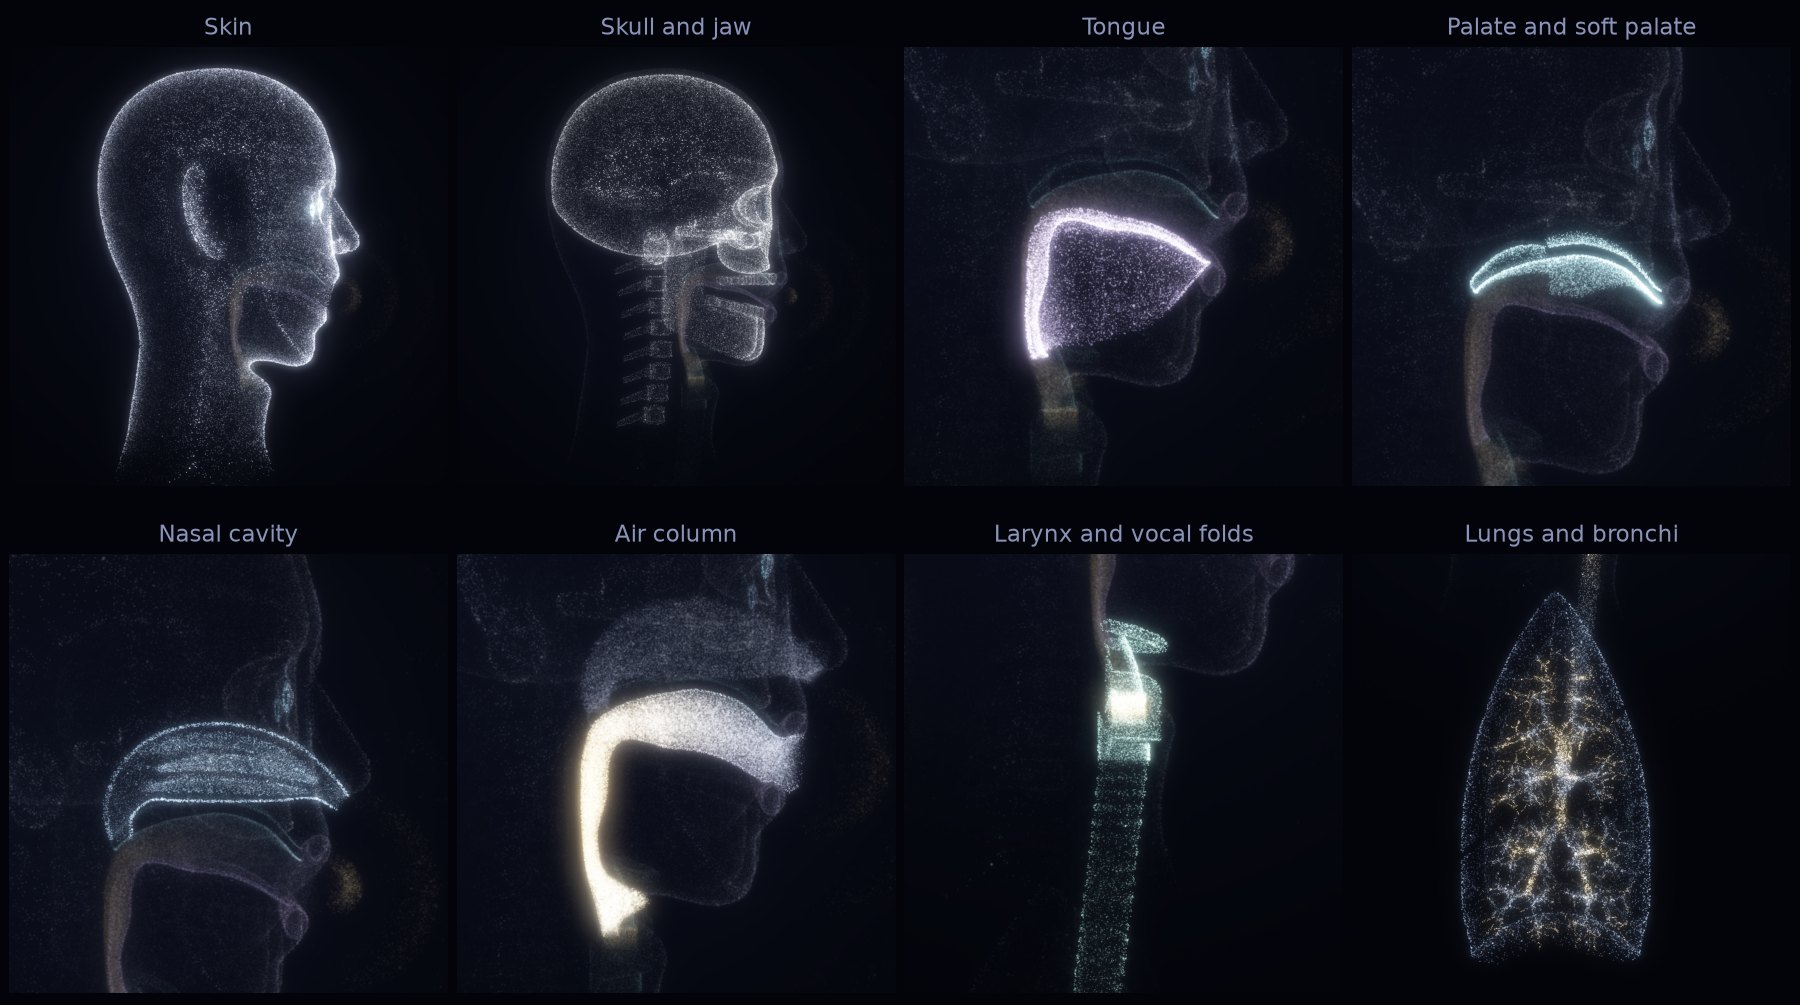 Skin
Skull and jaw
Tongue
Palate and soft palate
Nasal cavity
Air column
Larynx and vocal folds
Lungs and bronchi